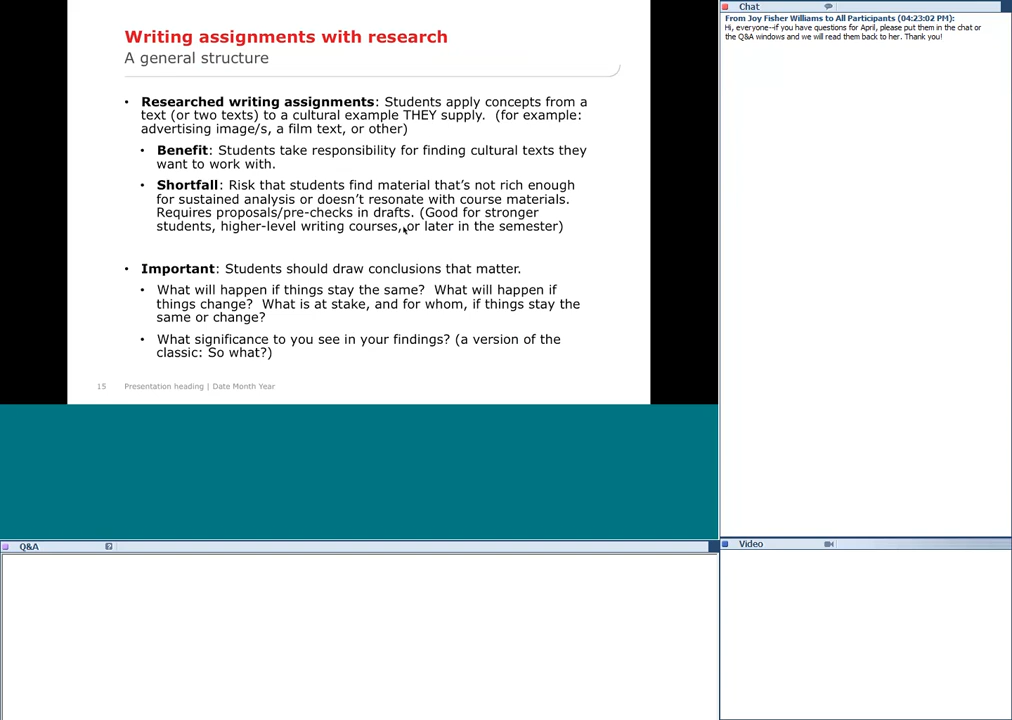 Writing assignments with research
A general structure
• Researched writing assignments: Students apply concepts from a
text (or two texts) to a cultural example THEY supply.  (for example:
advertising image/s, a film text, or other)
• Benefit: Students take responsibility for finding cultural texts they
want to work with.
• Shortfall: Risk that students find material that's not rich enough
for sustained analysis or doesn't resonate with course materials.
Requires proposals/pre-checks in drafts. (Good for stronger
students, higher-level writing courses, or later in the semester)
• Important: Students should draw conclusions that matter.
• What will happen if things stay the same?  What will happen if
things change?  What is at stake, and for whom, if things stay the
same or change?
• What significance to you see in your findings? (a version of the
classic: So what?)
15 Presentation heading | Date Month Year
Chat
From Joy Fisher Williams to All Participants (04:23:02 PM):
Hi, everyone--if you have questions for April, please put them in the chat or
the Q&A windows and we will read them back to her. Thank you!
Q&A
Video